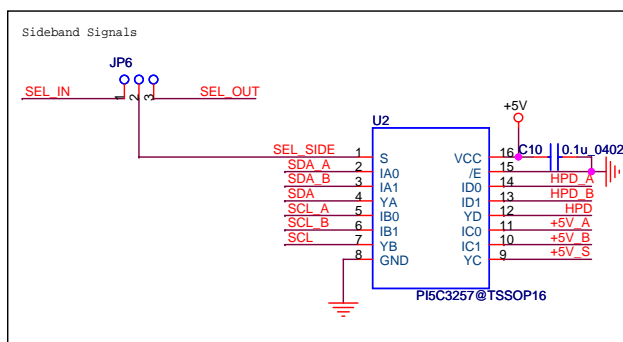 Sideband Signals
JP6
SEL_IN
SEL_OUT
1
2
3
+5V
U2
C10
0.1u_0402
SEL_SIDE 1 S VCC 16
SDA_A 2 IA0 /E 15
SDA_B 3 IA1 ID0 14 HPD_A
SDA 4 YA ID1 13 HPD_B
SCL_A 5 IB0 YD 12 HPD
SCL_B 6 IB1 IC0 11 +5V_A
SCL 7 YB IC1 10 +5V_B
8 GND YC 9 +5V_S
PI5C3257@TSSOP16